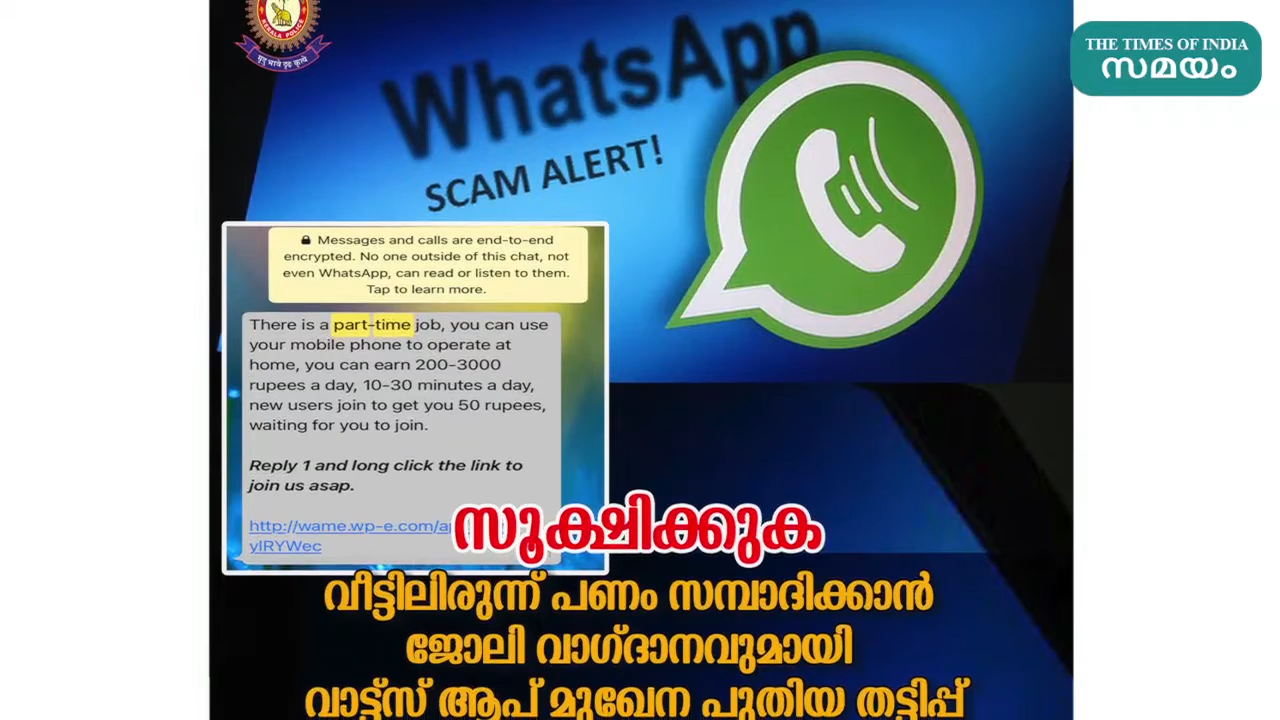 KERALA POLICE
मृदु भावे दृढ कृत्ये
THE TIMES OF INDIA
സമയം
WhatsApp
SCAM ALERT!
Messages and calls are end-to-end
encrypted. No one outside of this chat, not
even WhatsApp, can read or listen to them.
Tap to learn more.
There is a part-time job, you can use
your mobile phone to operate at
home, you can earn 200-3000
rupees a day, 10-30 minutes a day,
new users join to get you 50 rupees,
waiting for you to join.
Reply 1 and long click the link to
join us asap.
http://wame.wp-e.com/a
yIRYWec
സൂക്ഷിക്കുക
വീട്ടിലിരുന്ന് പണം സമ്പാദിക്കാൻ
ജോലി വാഗ്ദാനവുമായി
വാട്ട്സ് ആപ് മുഖേന പുതിയ തട്ടിപ്പ്